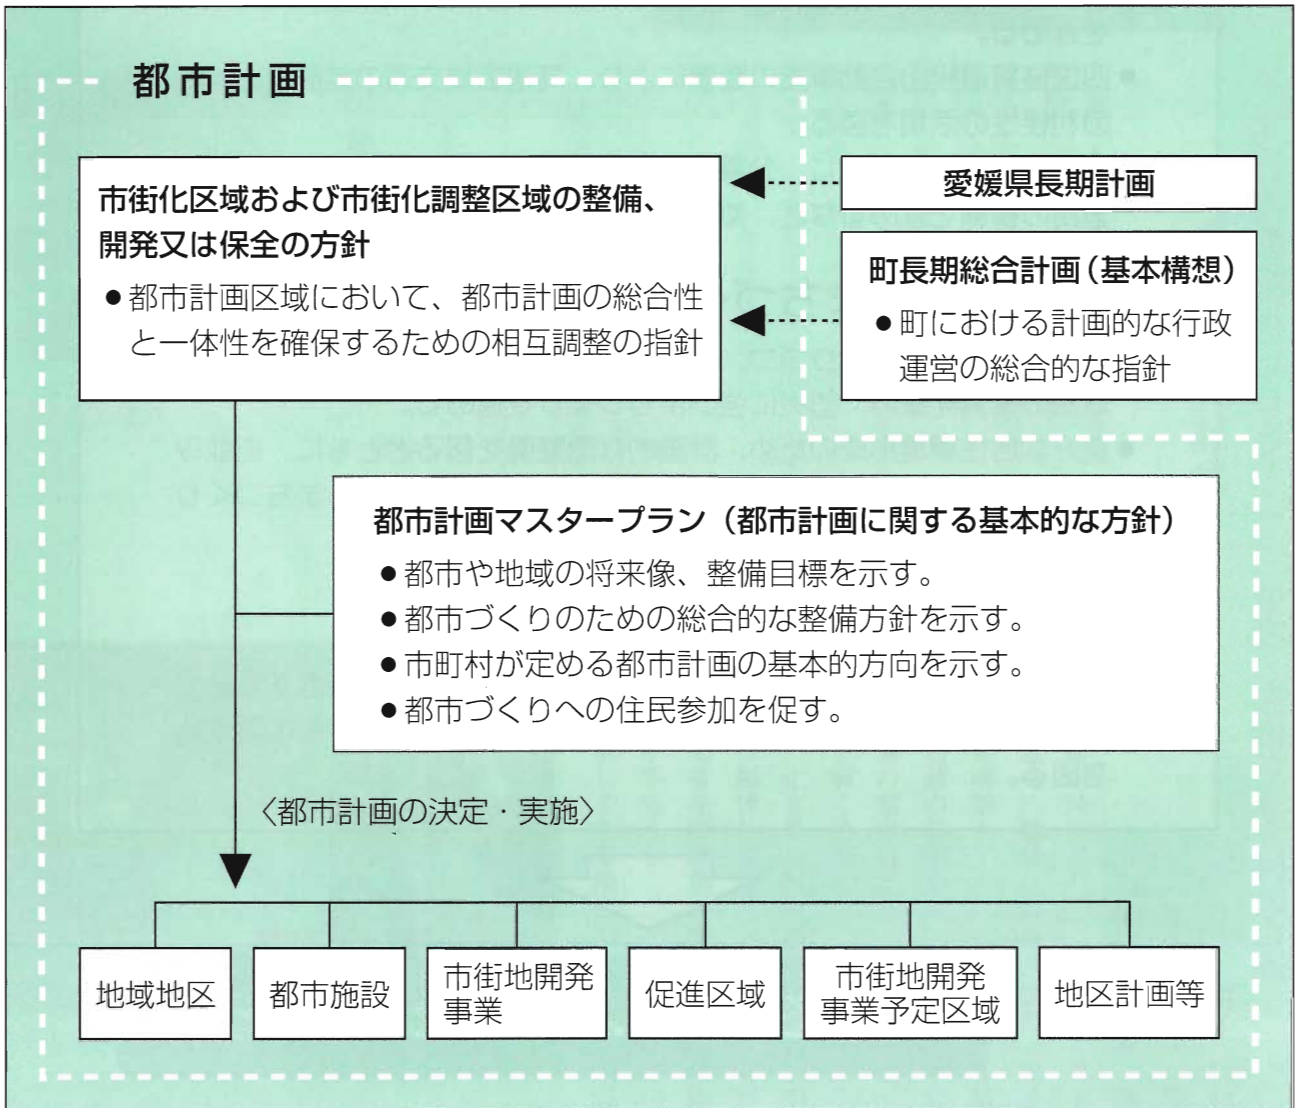 都市計画
市街化区域および市街化調整区域の整備、
開発又は保全の方針
●都市計画区域において、都市計画の総合性
と一体性を確保するための相互調整の指針
愛媛県長期計画
町長期総合計画（基本構想）
●町における計画的な行政
運営の総合的な指針
都市計画マスタープラン（都市計画に関する基本的な方針）
●都市や地域の将来像、整備目標を示す。
●都市づくりのための総合的な整備方針を示す。
●市町村が定める都市計画の基本的方向を示す。
●都市づくりへの住民参加を促す。
〈都市計画の決定・実施〉
地域地区
都市施設
市街地開発
事業
促進区域
市街地開発
事業予定区域
地区計画等